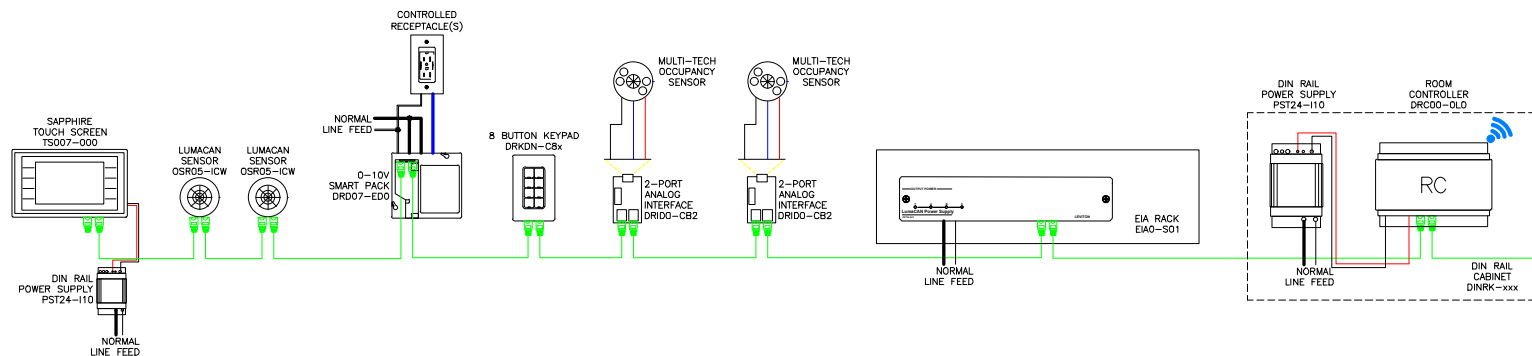 CONTROLLED
RECEPTACLE(S)
MULTI-TECH
OCCUPANCY
SENSOR
MULTI-TECH
OCCUPANCY
SENSOR
DIN RAIL
POWER SUPPLY
PST24-I10
ROOM
CONTROLLER
DRC00-0L0
SAPPHIRE
TOUCH SCREEN
TS007-000
LUMACAN
SENSOR
OSR05-ICW
LUMACAN
SENSOR
OSR05-ICW
NORMAL
LINE FEED
0-10V
SMART PACK
DRD07-ED0
8 BUTTON KEYPAD
DRKDN-C8x
2-PORT
ANALOG
INTERFACE
DRID0-CB2
2-PORT
ANALOG
INTERFACE
DRID0-CB2
OUTPUT POWER
LumaCAN Power Supply
LEVITON
EIA RACK
EIA0-S01
RC
NORMAL
LINE FEED
NORMAL
LINE FEED
DIN RAIL
CABINET
DINRK-xxx
DIN RAIL
POWER SUPPLY
PST24-I10
NORMAL
LINE FEED